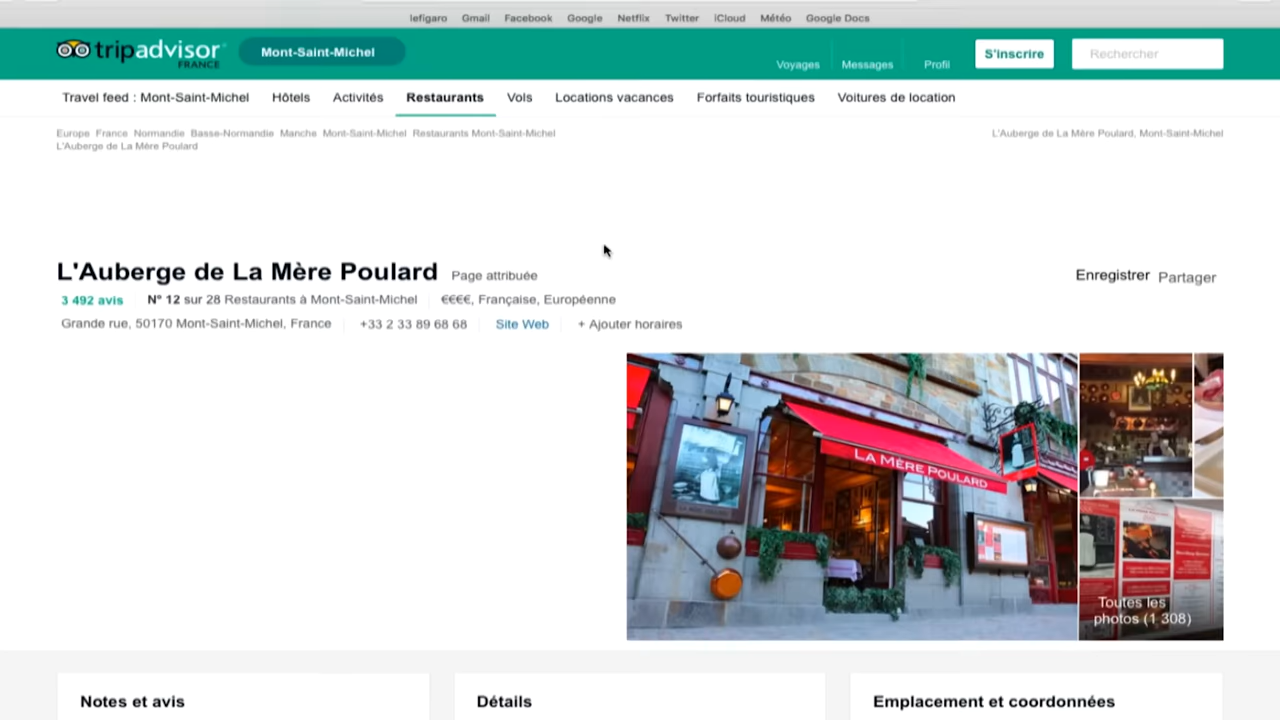 lefigaro Gmail Facebook Google Netflix Twitter iCloud Météo Google Docs
tripadvisor FRANCE Mont-Saint-Michel Voyages Messages Profil S'inscrire Rechercher
Travel feed : Mont-Saint-Michel Hôtels Activités Restaurants Vols Locations vacances Forfaits touristiques Voitures de location
Europe France Normandie Basse-Normandie Manche Mont-Saint-Michel Restaurants Mont-Saint-Michel
L'Auberge de La Mère Poulard, Mont-Saint-Michel
L'Auberge de La Mère Poulard
L'Auberge de La Mère Poulard Page attribuée
Enregistrer Partager
3 492 avis N° 12 sur 28 Restaurants à Mont-Saint-Michel €€€€, Française, Européenne
Grande rue, 50170 Mont-Saint-Michel, France +33 2 33 89 68 68 Site Web + Ajouter horaires
LA MÈRE POULARD
Toutes les
photos (1 308)
Notes et avis Détails Emplacement et coordonnées